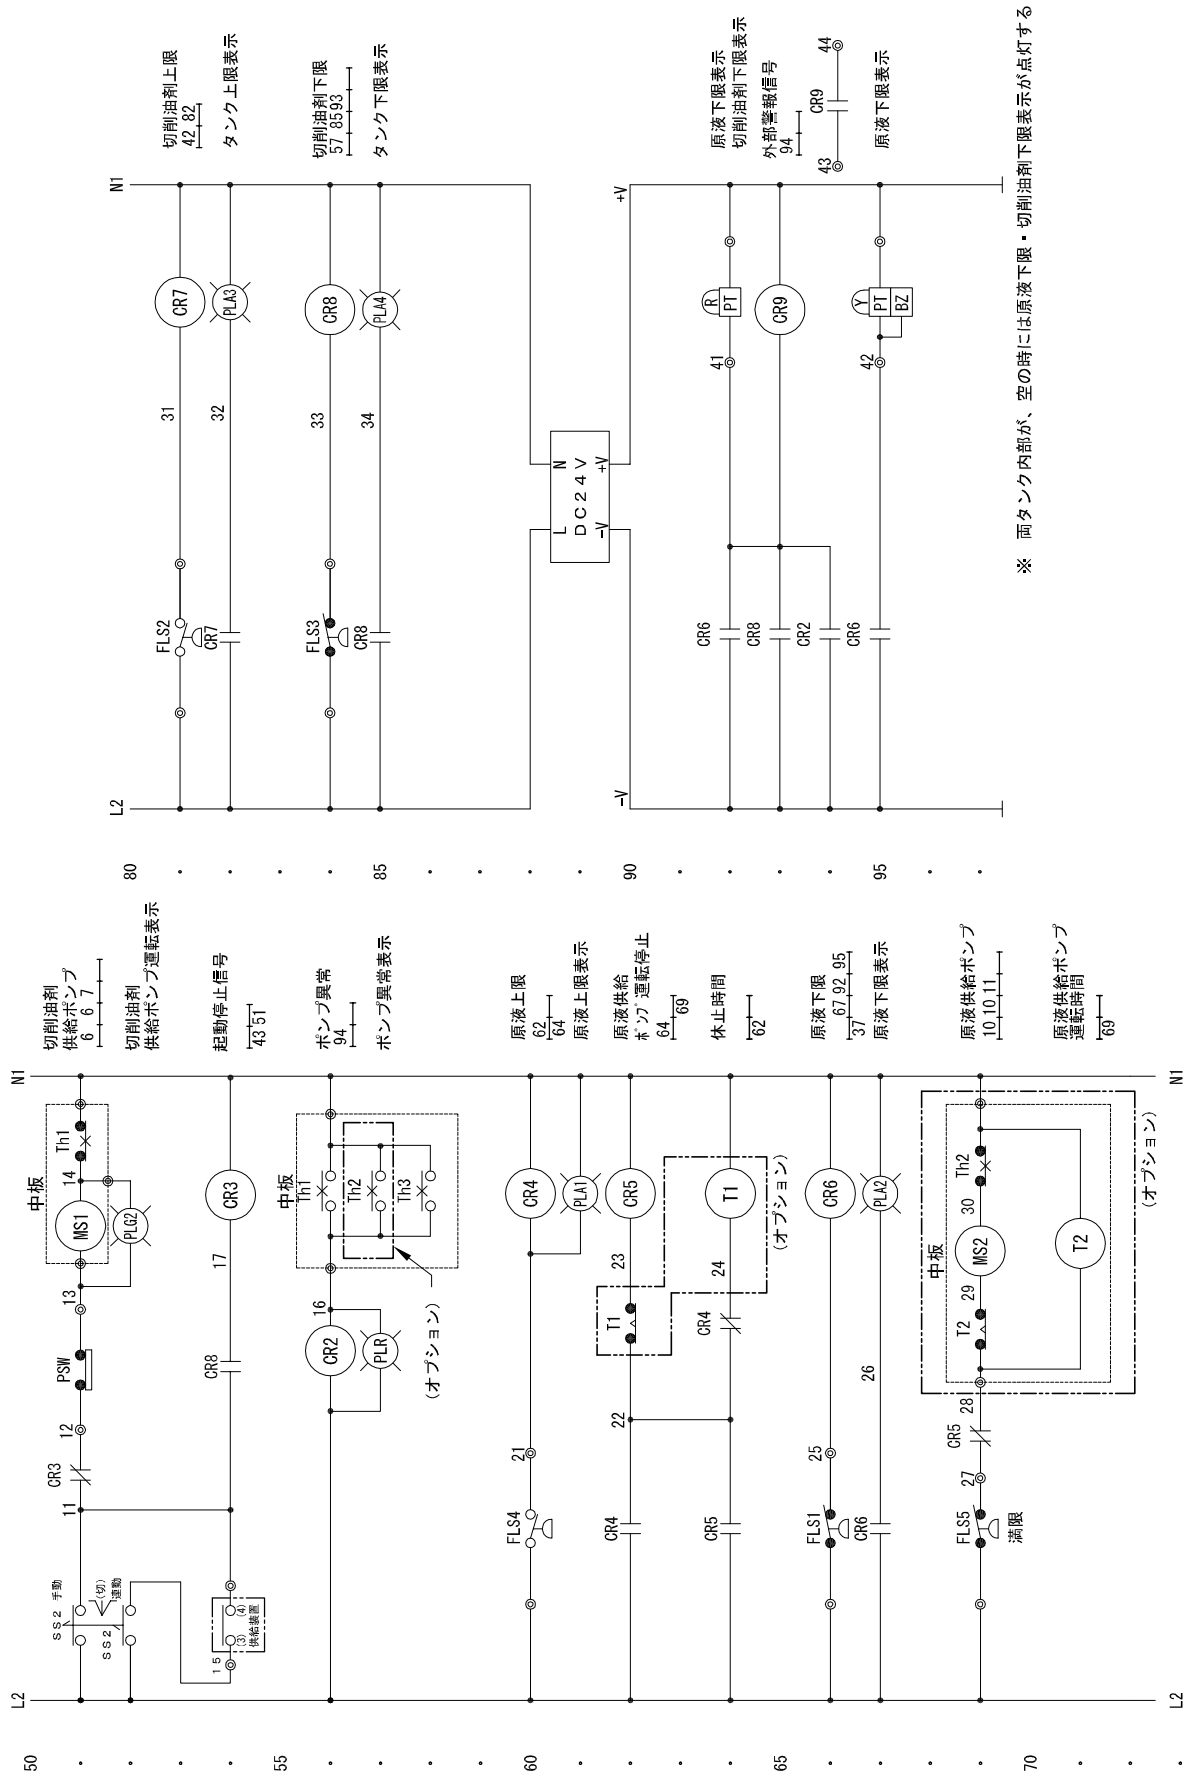 50
L2
SS2 手動
(切)
連動
SS2
11
CR3
12
PSW
13
MS1
14
Th1
中板
PLG2
N1
切削油剤
供給ポンプ
6 6 7
切削油剤
供給ポンプ運転表示
15
(3) (4)
供給装置
CR8
17
CR3
起動停止信号
43 51
55
CR2
PLR
16
中板
Th1
Th2
Th3
(オプション)
ポンプ異常
94
ポンプ異常表示
60
FLS4
21
CR4
PLA1
原液上限
62
64
原液上限表示
CR4
22
T1
23
CR5
原液供給
ポンプ運転停止
64
69
CR5
CR4
24
T1
(オプション)
休止時間
62
65
FLS1
25
CR6
原液下限
67 92 95
37
CR6
26
PLA2
原液下限表示
FLS5
満限
27
CR5
28
T2
29
MS2
30
Th2
中板
T2
(オプション)
原液供給ポンプ
10 10 11
原液供給ポンプ
運転時間
69
70
L2
N1
80
L2
N1
FLS2
31
CR7
切削油剤上限
42 82
CR7
32
PLA3
タンク上限表示
FLS3
33
CR8
切削油剤下限
57 85 93
85
CR8
34
PLA4
タンク下限表示
L N
DC24V
-V +V
90
-V
+V
CR6
41
R
PT
原液下限表示
切削油剤下限表示
CR8
CR9
外部警報信号
94
43
CR9
44
CR2
95
CR6
42
Y
PT
BZ
原液下限表示
※ 両タンク内部が、空の時には原液下限・切削油剤下限表示が点灯する